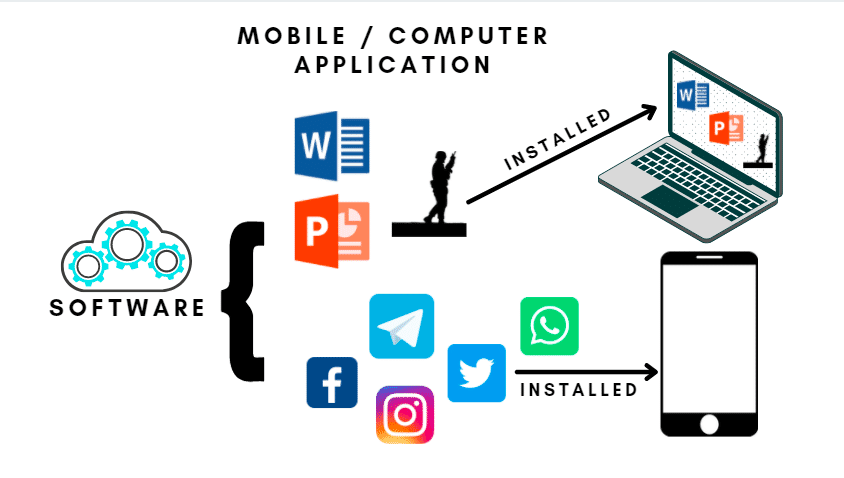 MOBILE / COMPUTER
APPLICATION
W
P
INSTALLED
W
P
SOFTWARE
f
INSTALLED